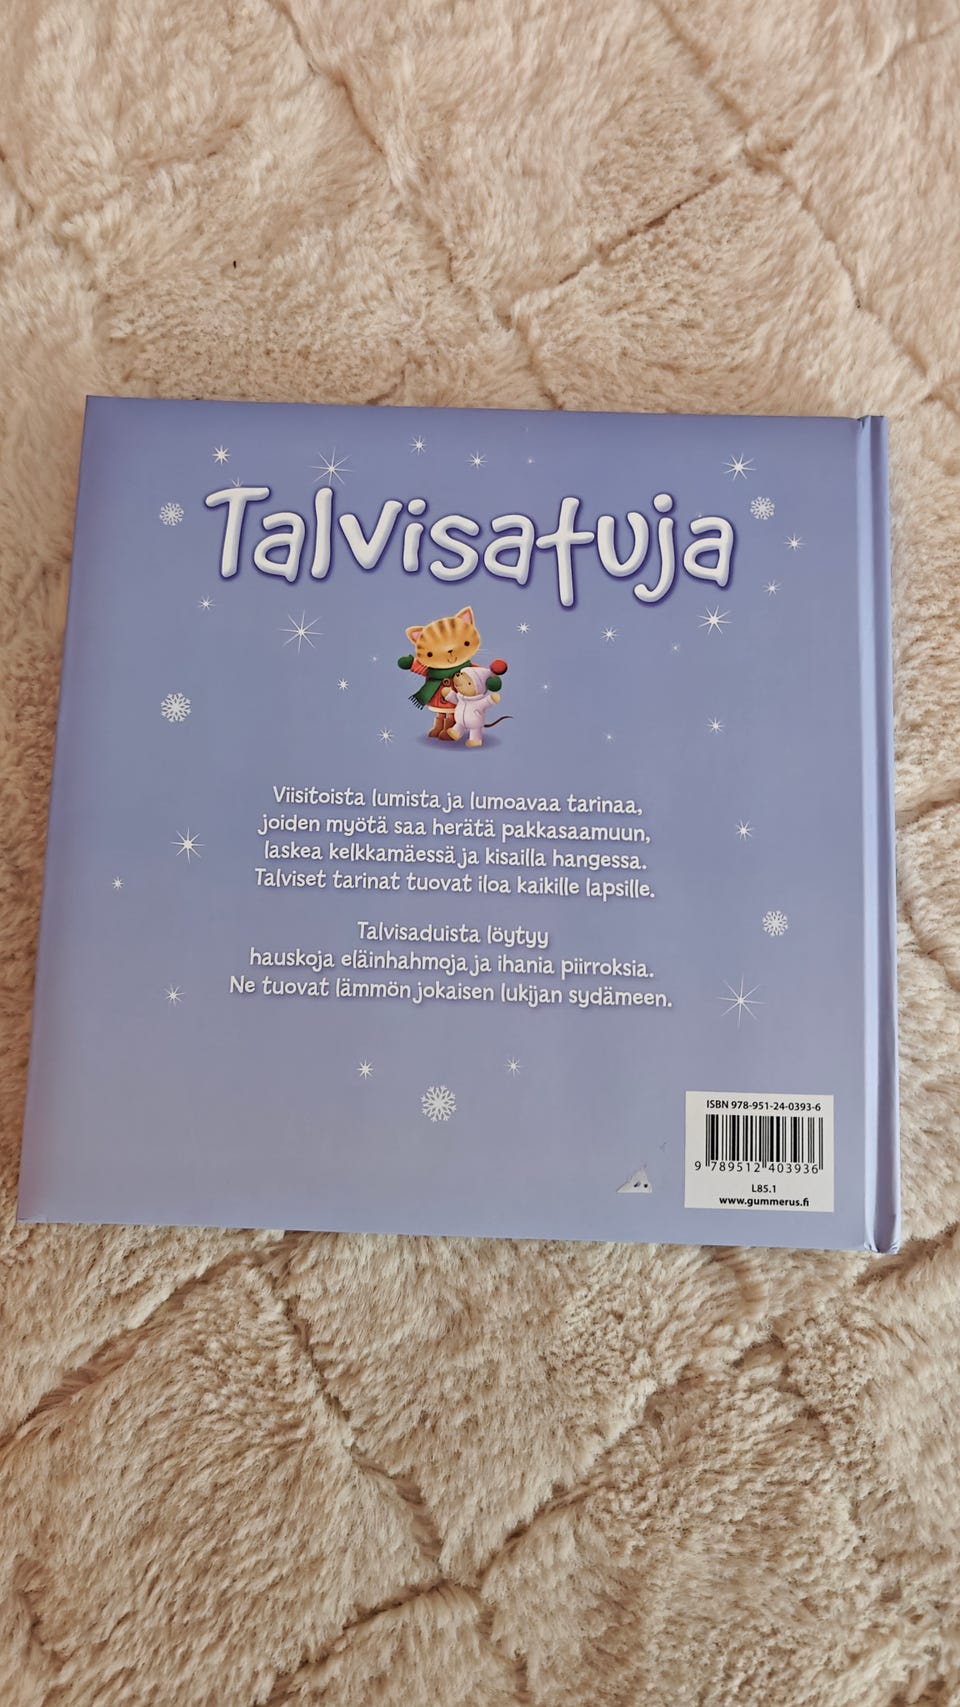 Talvisatuja
Viisitoista lumista ja lumoavaa tarinaa,
joiden myötä saa herätä pakkasaamuun,
laskea kelkkamäessä ja kisailla hangessa.
Talviset tarinat tuovat iloa kaikille lapsille.
Talvisaduista löytyy
hauskoja eläinhahmoja ja ihania piirroksia.
Ne tuovat lämmön jokaisen lukijan sydämeen.
ISBN 978-951-24-0393-6
9 789512 403936
L85.1
www.gummerus.fi